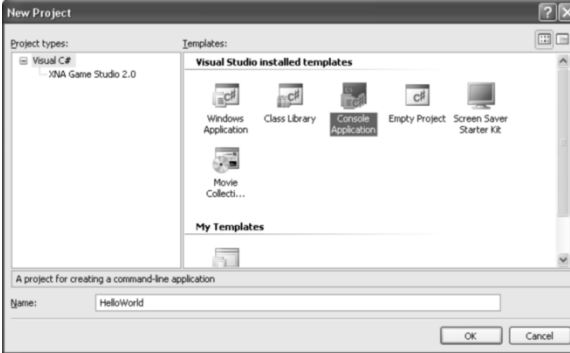 New Project
Project types:
Templates:
Visual C#
XNA Game Studio 2.0
Visual Studio installed templates
Windows Application
Class Library
Console Application
Empty Project
Screen Saver Starter Kit
Movie Collecti...
My Templates
A project for creating a command-line application
Name:
HelloWorld
OK
Cancel